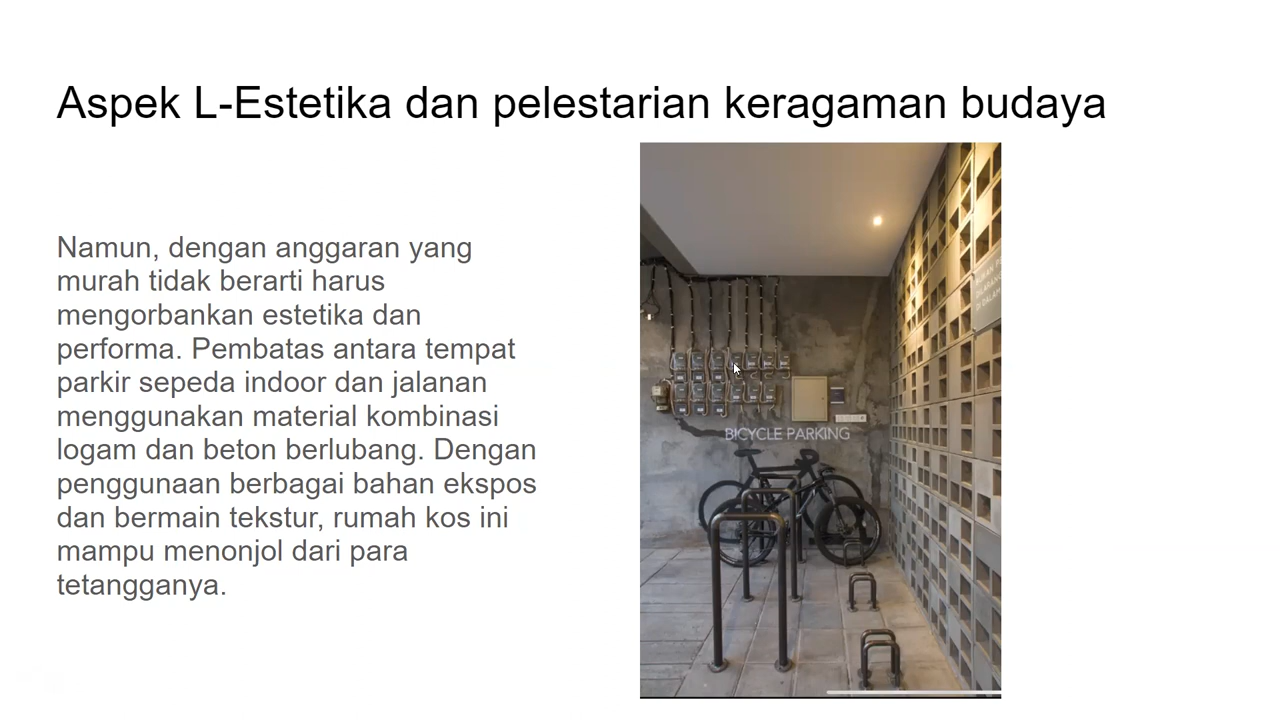 Aspek L-Estetika dan pelestarian keragaman budaya
Namun, dengan anggaran yang
murah tidak berarti harus
mengorbankan estetika dan
performa. Pembatas antara tempat
parkir sepeda indoor dan jalanan
menggunakan material kombinasi
logam dan beton berlubang. Dengan
penggunaan berbagai bahan ekspos
dan bermain tekstur, rumah kos ini
mampu menonjol dari para
tetangganya.
BICYCLE PARKING